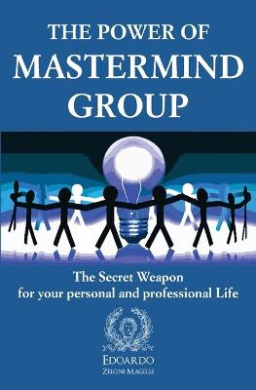 THE POWER OF
MASTERMIND
GROUP
The Secret Weapon
for your personal and professional Life
EDOARDO
ZELONI MAGELLI